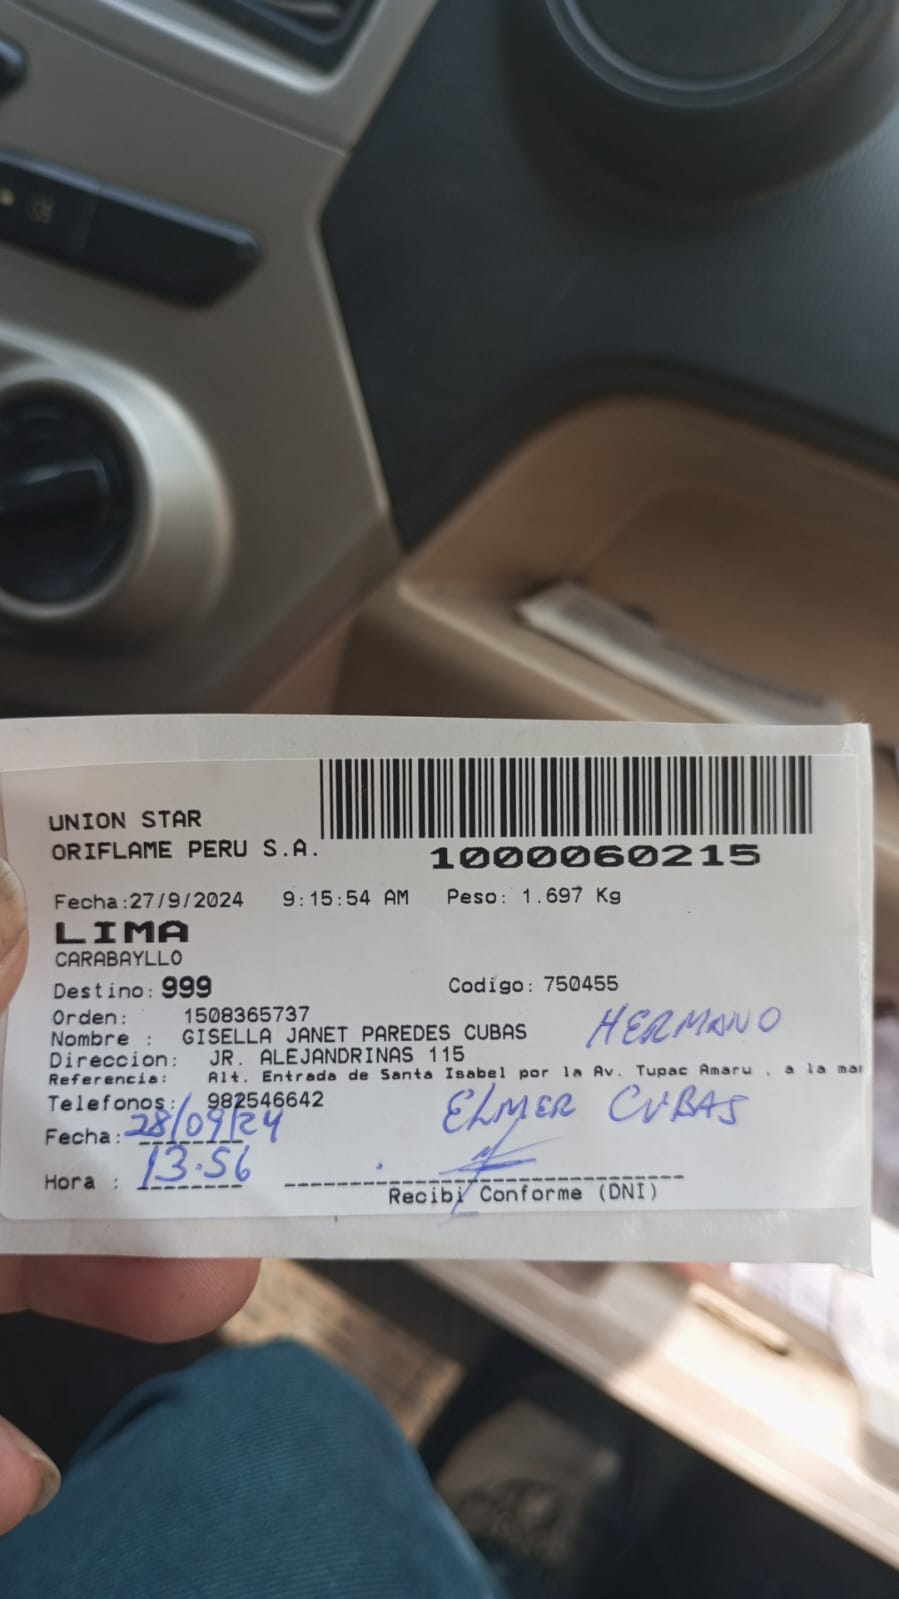 UNION STAR
ORIFLAME PERU S.A.
1000060215
Fecha:27/9/2024 9:15:54 AM Peso: 1.697 Kg
LIMA
CARABAYLLO
Destino: 999 Codigo: 750455
Orden: 1508365737
Nombre : GISELLA JANET PAREDES CUBAS HERMANO
Direccion: JR. ALEJANDRINAS 115
Referencia: Alt. Entrada de Santa Isabel por la Av. Tupac Amaru , a la mar
Telefonos: 982546642 ELMER CUBAS
Fecha: 28/09/24
Hora : 13:56
Recibi Conforme (DNI)